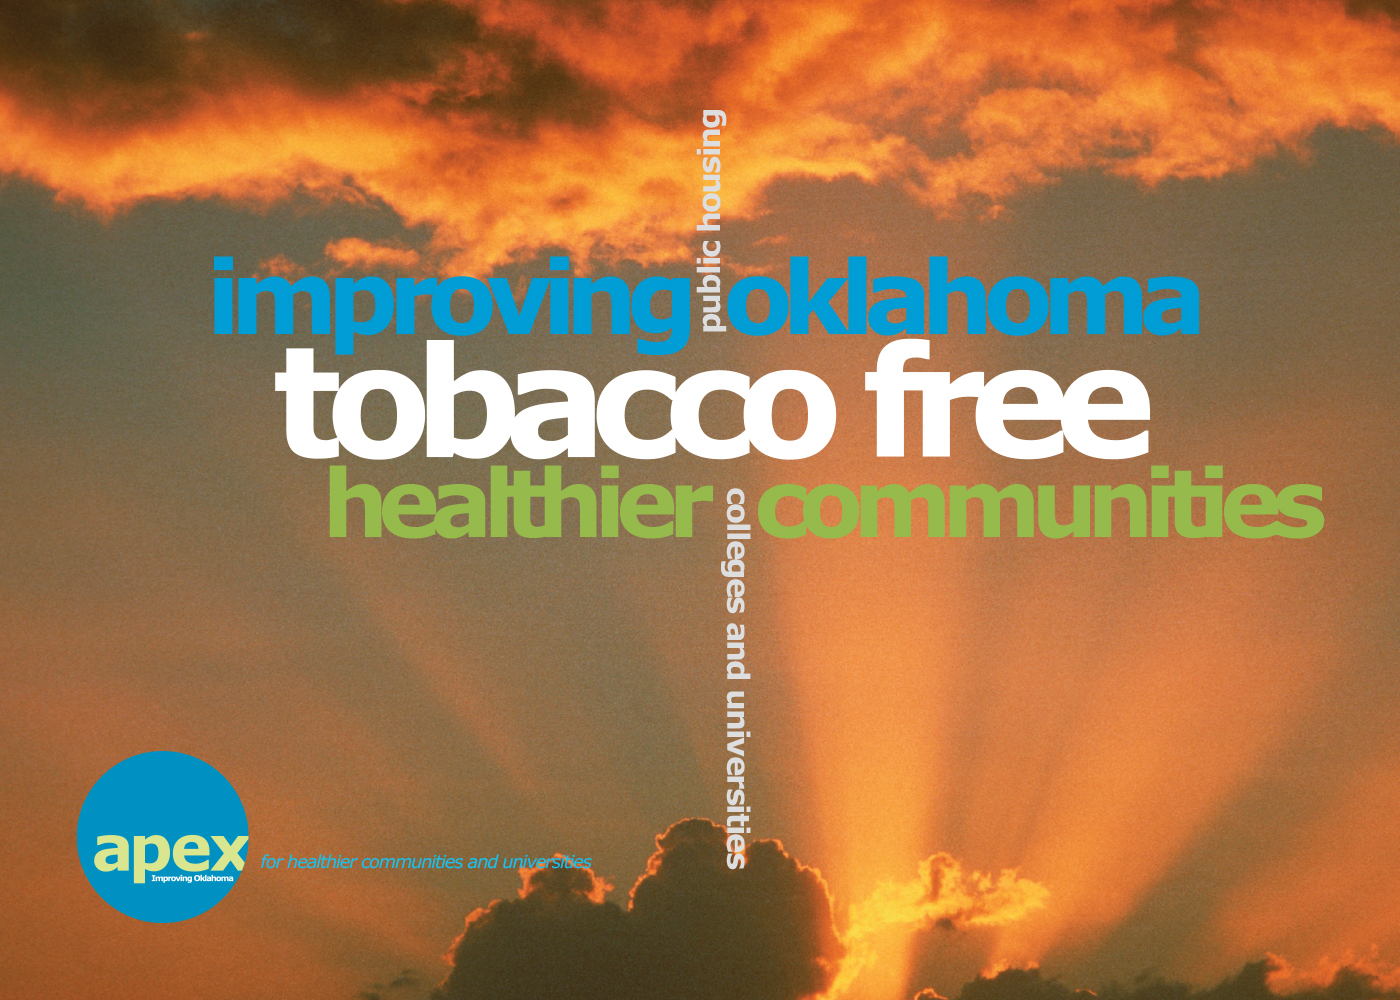 public housing
improving oklahoma
tobacco free
healthier communities
colleges and universities
apex
Improving Oklahoma
for healthier communities and universities